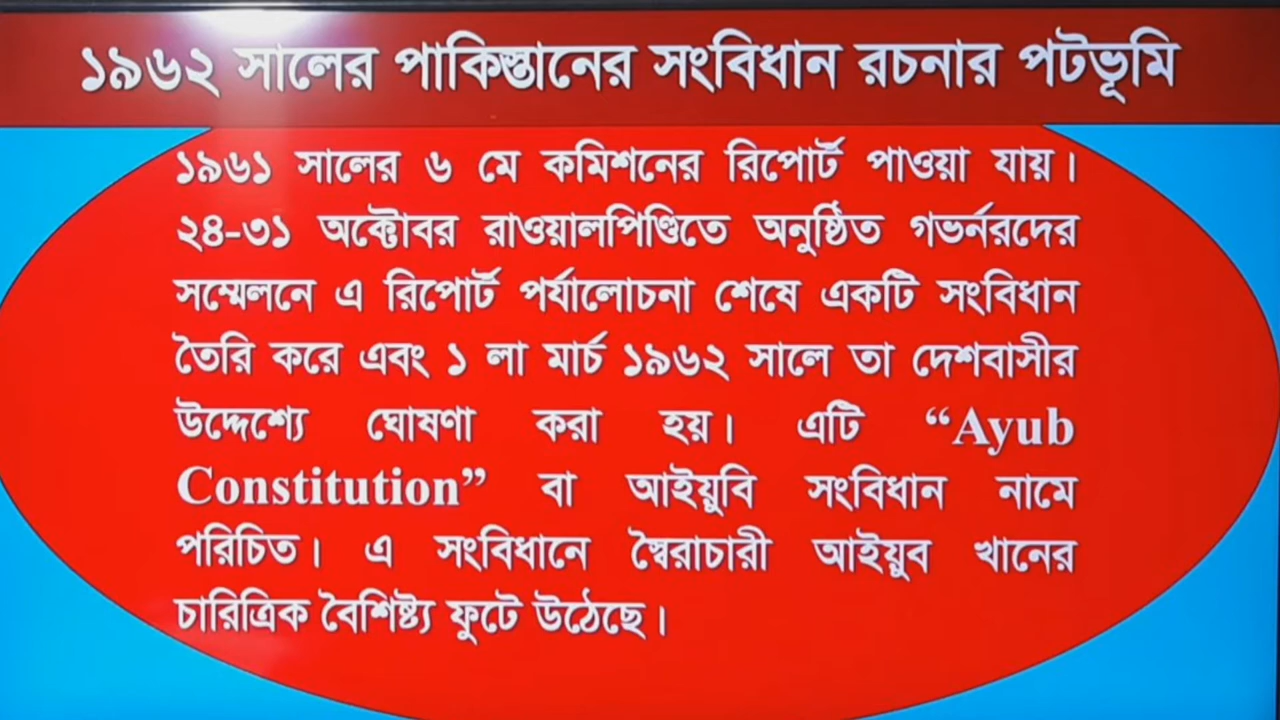 ১৯৬২ সালের পাকিস্তানের সংবিধান রচনার পটভূমি
১৯৬১ সালের ৬ মে কমিশনের রিপোর্ট পাওয়া যায়।
২৪-৩১ অক্টোবর রাওয়ালপিণ্ডিতে অনুষ্ঠিত গভর্নরদের
সম্মেলনে এ রিপোর্ট পর্যালোচনা শেষে একটি সংবিধান
তৈরি করে এবং ১ লা মার্চ ১৯৬২ সালে তা দেশবাসীর
উদ্দেশ্যে ঘোষণা করা হয়। এটি “Ayub
Constitution” বা আইয়ুবি সংবিধান নামে
পরিচিত। এ সংবিধানে স্বৈরাচারী আইয়ুব খানের
চারিত্রিক বৈশিষ্ট্য ফুটে উঠেছে।